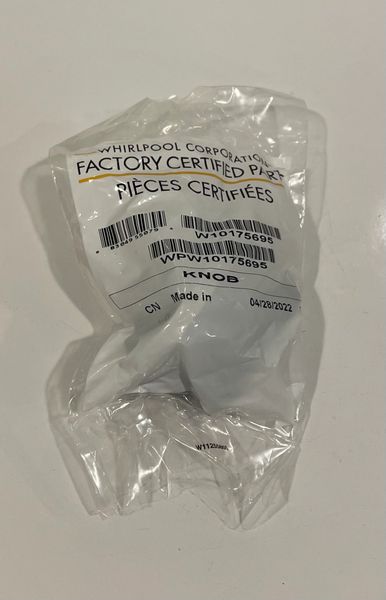 WHIRLPOOL CORPORATION
FACTORY CERTIFIED PART
PIÈCES CERTIFIÉES
W10175695
WPW10175695
KNOB
CN Made in 04/28/2022